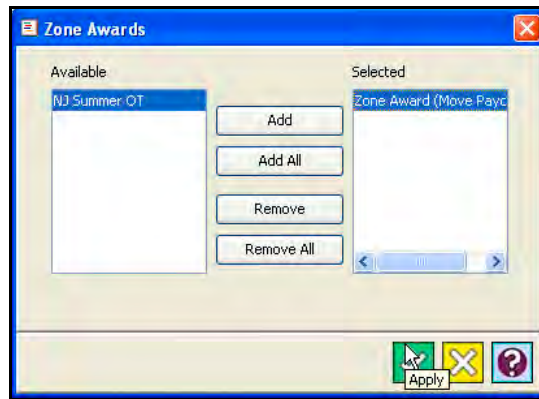 Zone Awards
Available
Selected
NJ Summer OT
Zone Award (Move Payc
Add
Add All
Remove
Remove All
?
Apply